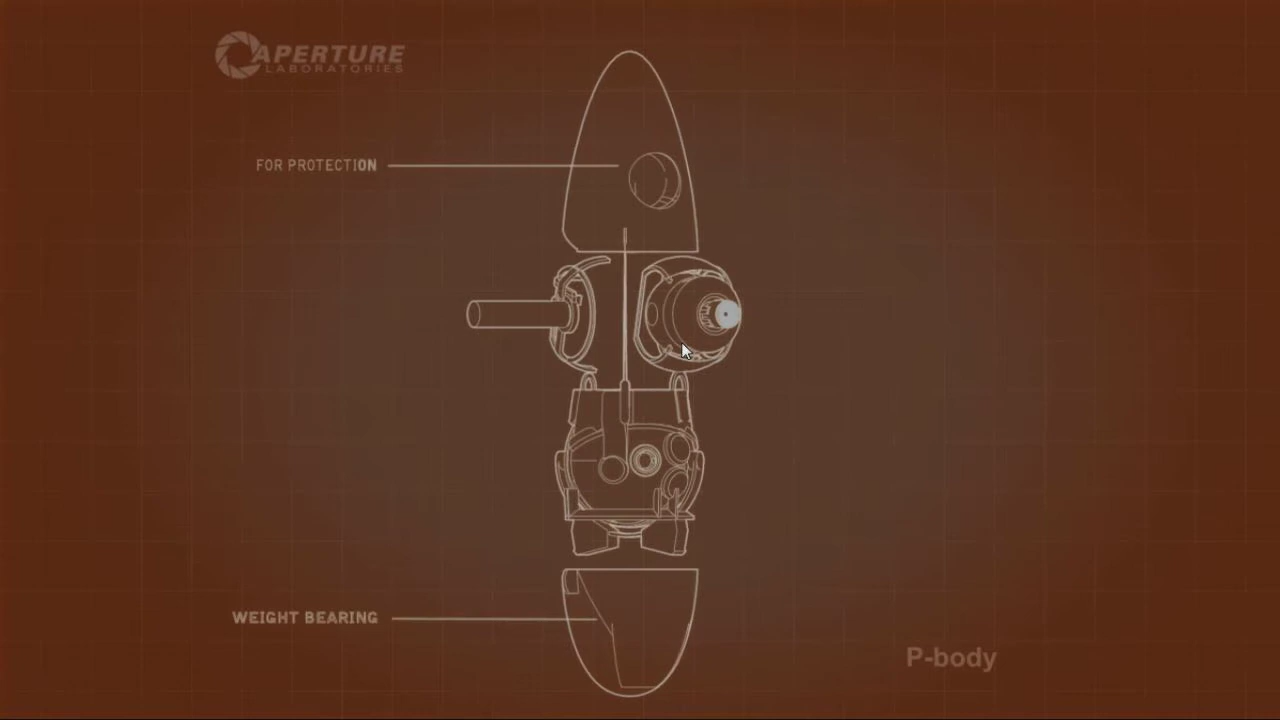 APERTURE
LABORATORIES
FOR PROTECTION
WEIGHT BEARING
P-body